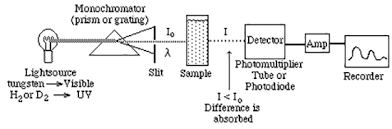 Monochromator
(prism or grating)
I₀
λ
I
Lightsource
tungsten → Visible
H₂ or D₂ → UV
Slit
Sample
I < I₀
Difference is
absorbed
Detector
Photomultiplier
Tube or
Photodiode
Amp
Recorder